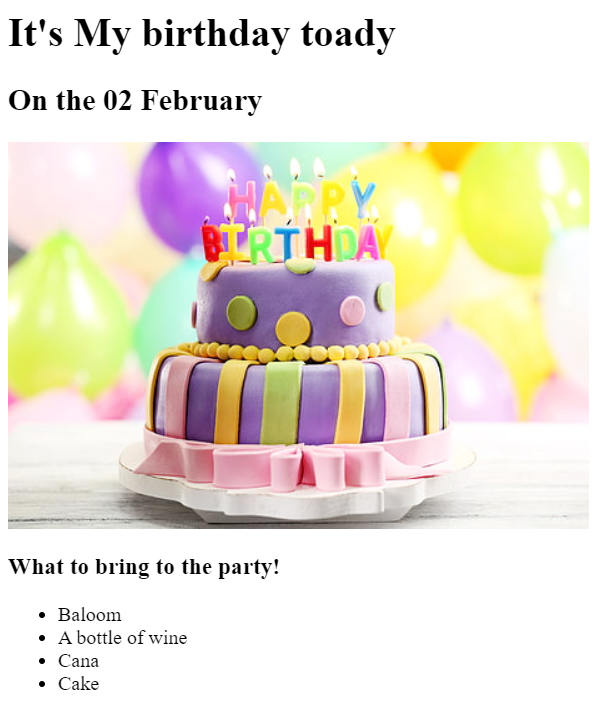 It's My birthday toady
On the 02 February
HAPPY
BIRTHDAY
What to bring to the party!
Baloom
A bottle of wine
Cana
Cake